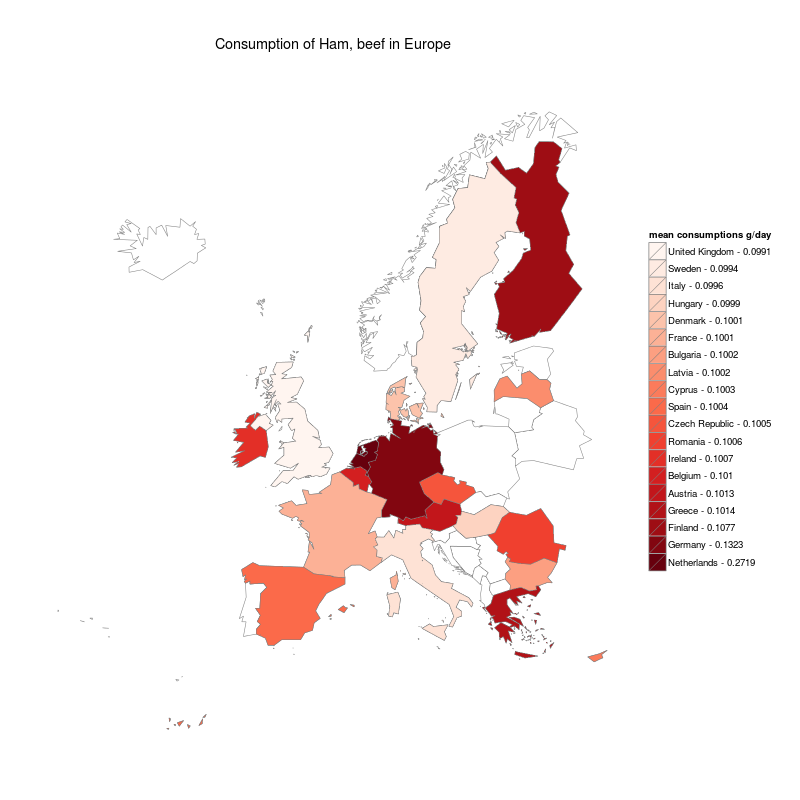 Consumption of Ham, beef in Europe
mean consumptions g/day
United Kingdom - 0.0991
Sweden - 0.0994
Italy - 0.0996
Hungary - 0.0999
Denmark - 0.1001
France - 0.1001
Bulgaria - 0.1002
Latvia - 0.1002
Cyprus - 0.1003
Spain - 0.1004
Czech Republic - 0.1005
Romania - 0.1006
Ireland - 0.1007
Belgium - 0.101
Austria - 0.1013
Greece - 0.1014
Finland - 0.1077
Germany - 0.1323
Netherlands - 0.2719